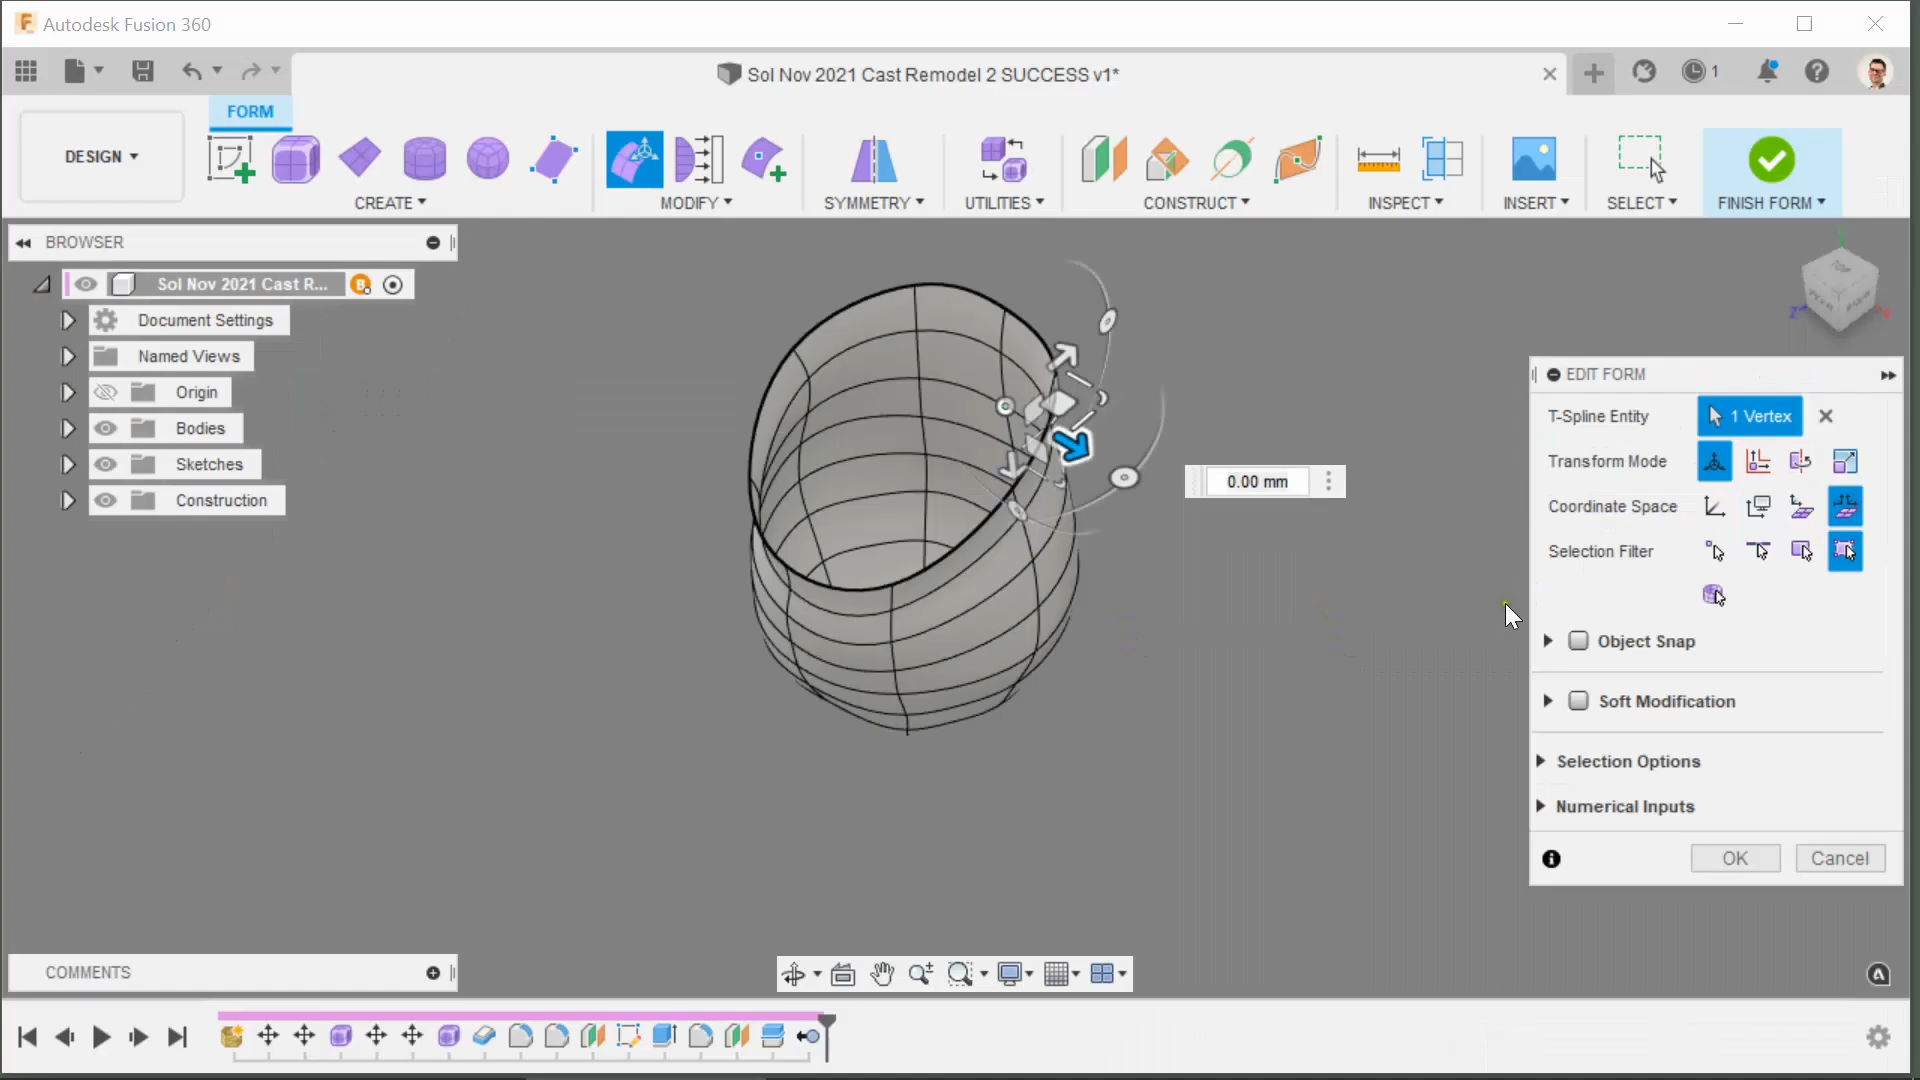 Autodesk Fusion 360
Sol Nov 2021 Cast Remodel 2 SUCCESS v1*
1
FORM
DESIGN
CREATE
MODIFY
SYMMETRY
UTILITIES
CONSTRUCT
INSPECT
INSERT
SELECT
FINISH FORM
BROWSER
Sol Nov 2021 Cast R...
Document Settings
Named Views
Origin
Bodies
Sketches
Construction
0.00 mm
EDIT FORM
T-Spline Entity
1 Vertex
Transform Mode
Coordinate Space
Selection Filter
Object Snap
Soft Modification
Selection Options
Numerical Inputs
OK
Cancel
COMMENTS